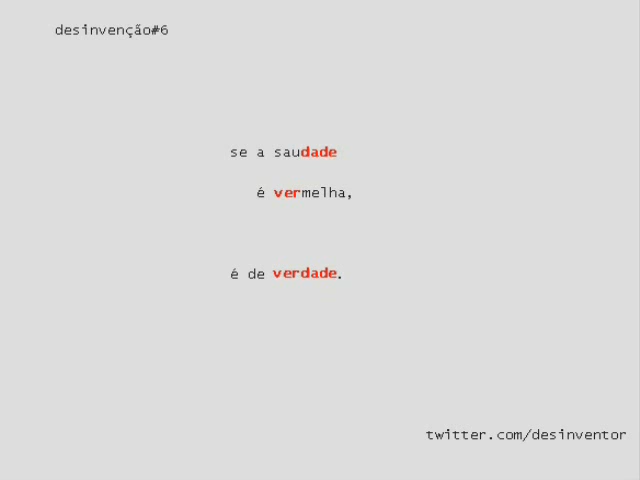 desinvenção#6
se a saudade
é vermelha,
é de verdade.
twitter.com/desinventor